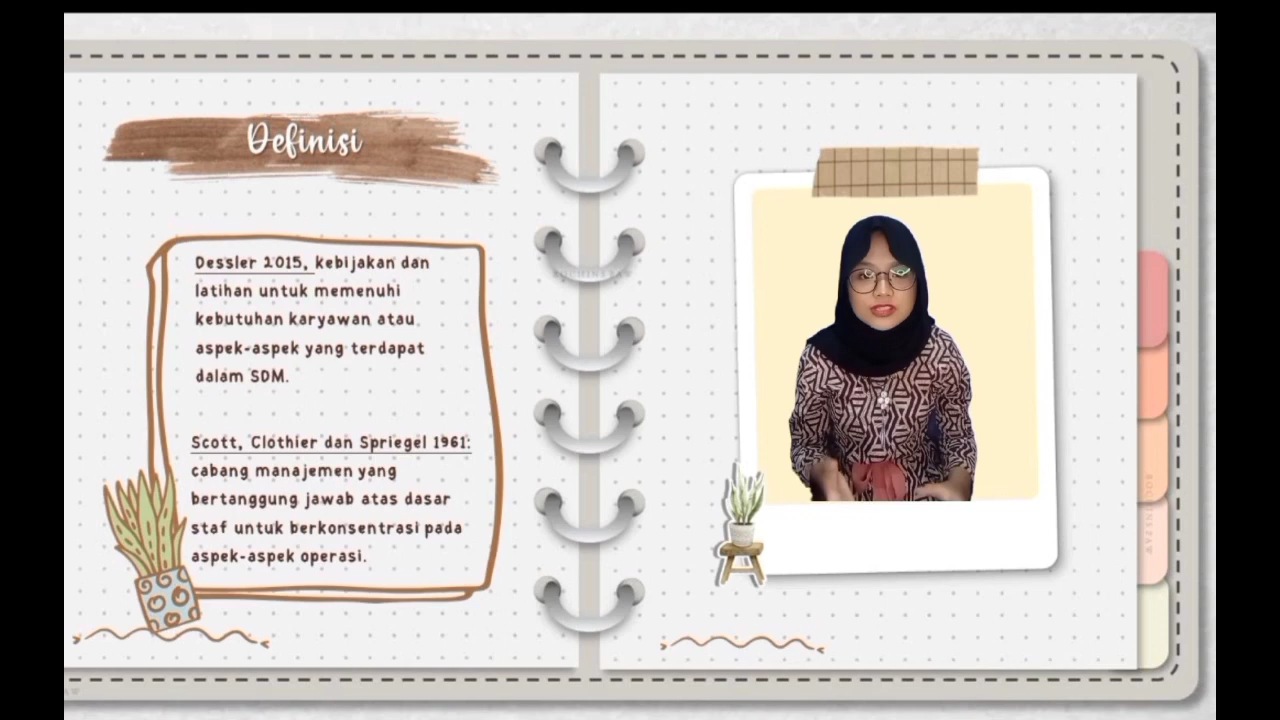 Definisi
Dessler 2015, kebijakan dan
latihan untuk memenuhi
kebutuhan karyawan atau
aspek-aspek yang terdapat
dalam SDM.
Scott, Clothier dan Spriegel 1961:
cabang manajemen yang
bertanggung jawab atas dasar
staf untuk berkonsentrasi pada
aspek-aspek operasi.